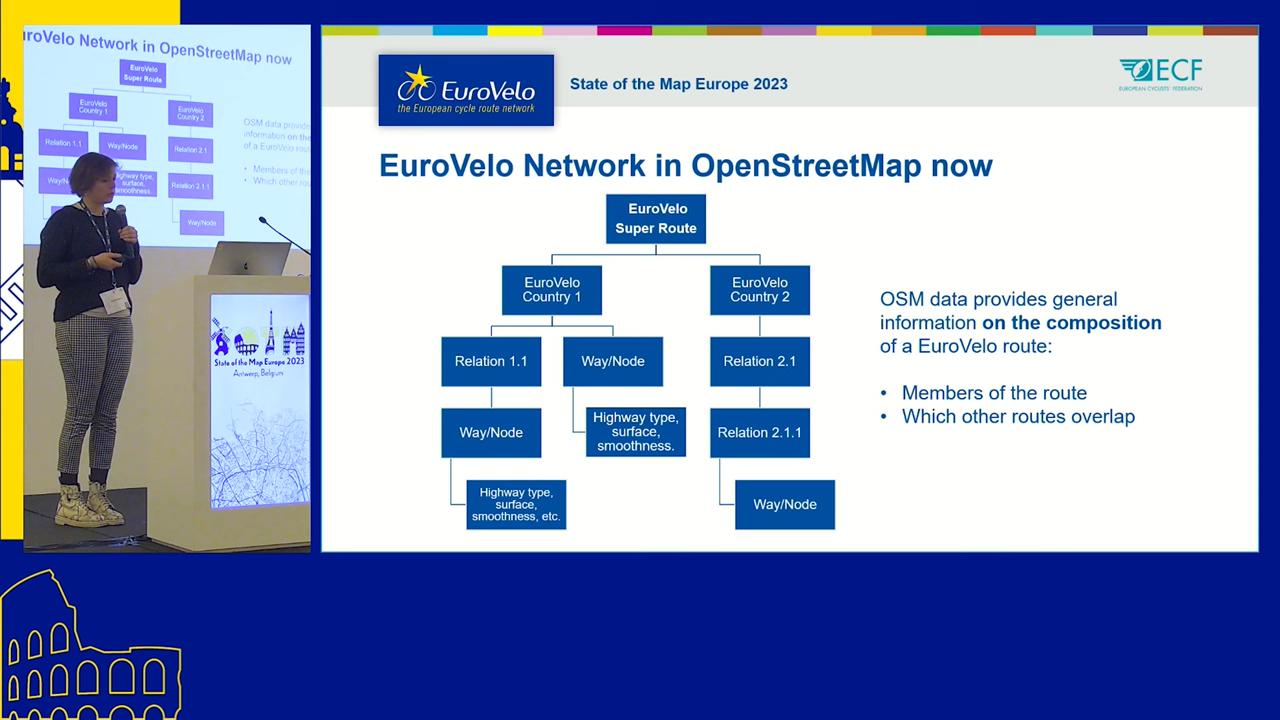 uroVelo Network in OpenStreetMap now
EuroVelo
Super Route
EuroVelo
Country 1
EuroVelo
Country 2
Relation 1.1
Way/Node
Relation 2.1
Highway type,
surface,
smoothness.
Relation 2.1.1
Way/Node
OSM data provide
information on the
of a EuroVelo rout
• Members of the
• Which other rou
State of the Map Europe 2023
Antwerp, Belgium
EuroVelo
the European cycle route network
State of the Map Europe 2023
ECF
EUROPEAN CYCLISTS' FEDERATION
EuroVelo Network in OpenStreetMap now
EuroVelo
Super Route
EuroVelo
Country 1
EuroVelo
Country 2
Relation 1.1
Way/Node
Relation 2.1
Way/Node
Highway type,
surface,
smoothness.
Relation 2.1.1
Highway type,
surface,
smoothness, etc.
Way/Node
OSM data provides general
information on the composition
of a EuroVelo route:
• Members of the route
• Which other routes overlap